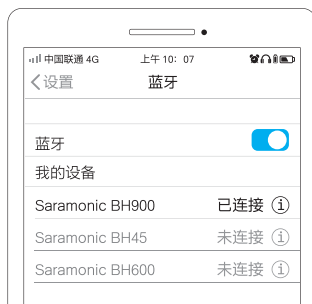 中国联通 4G 上午 10：07
设置 蓝牙
蓝牙
我的设备
Saramonic BH900 已连接 i
Saramonic BH45 未连接 i
Saramonic BH600 未连接 i